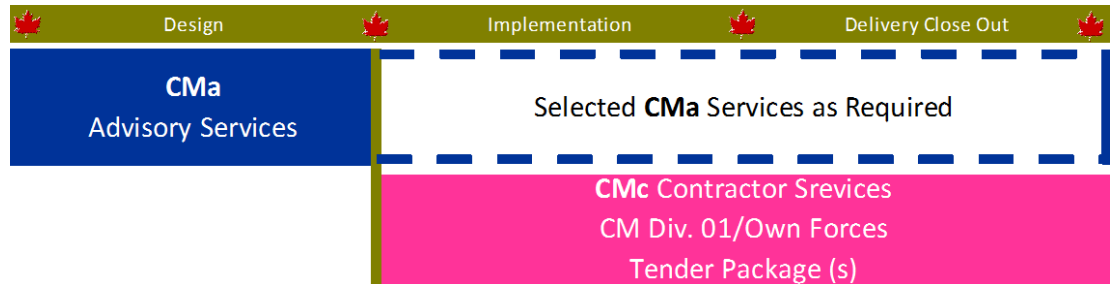 Design
Implementation
Delivery Close Out
CMa
Advisory Services
Selected CMa Services as Required
CMc Contractor Srevices
CM Div. 01/Own Forces
Tender Package (s)